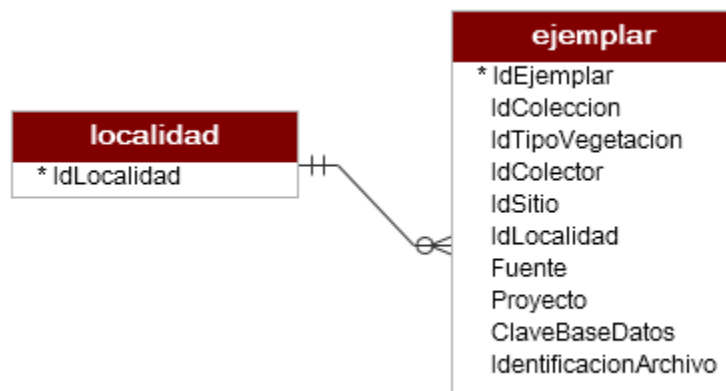 localidad
* IdLocalidad
ejemplar
* IdEjemplar
IdColeccion
IdTipoVegetacion
IdColector
IdSitio
IdLocalidad
Fuente
Proyecto
ClaveBaseDatos
IdentificacionArchivo